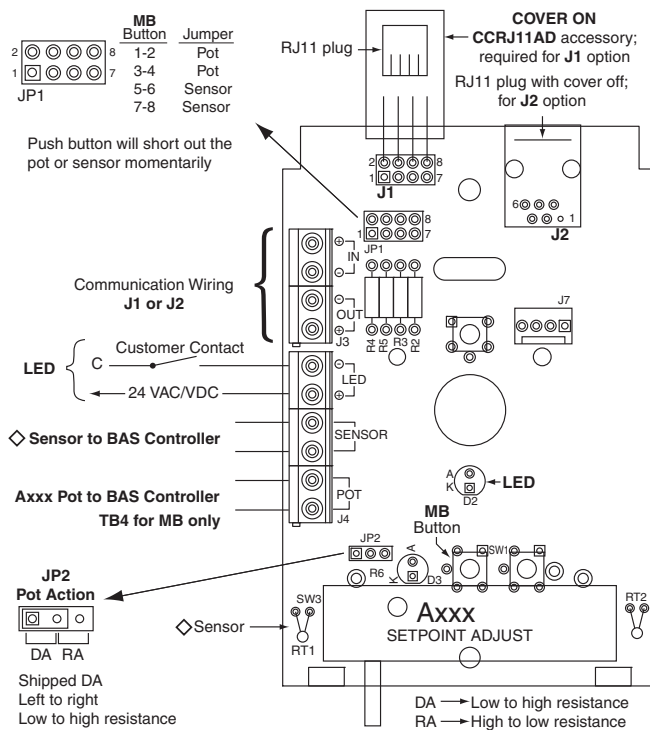 MB
Button Jumper
1-2 Pot
3-4 Pot
5-6 Sensor
7-8 Sensor
2 8
1 7
JP1
Push button will short out the
pot or sensor momentarily
RJ11 plug
COVER ON
CCRJ11AD accessory;
required for J1 option
RJ11 plug with cover off;
for J2 option
2 8
1 7
J1
6
1
J2
8
1 7
JP1
IN
OUT
J3
Communication Wiring
J1 or J2
R4 R5 R3 R2
J7
LED
C Customer Contact
24 VAC/VDC
LED
◇ Sensor to BAS Controller
SENSOR
Axxx Pot to BAS Controller
TB4 for MB only
POT
J4
A
K
D2
LED
MB
Button
SW1
JP2
R6
A
K
D3
JP2
Pot Action
DA RA
Shipped DA
Left to right
Low to high resistance
◇ Sensor
SW3
RT1
Axxx
SETPOINT ADJUST
RT2
DA → Low to high resistance
RA → High to low resistance